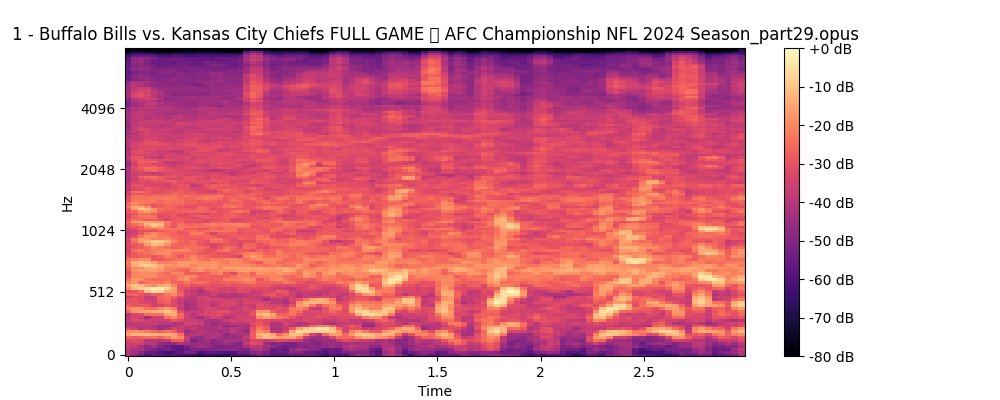 1 - Buffalo Bills vs. Kansas City Chiefs FULL GAME ▯ AFC Championship NFL 2024 Season_part29.opus
+0 dB
-10 dB
-20 dB
-30 dB
-40 dB
-50 dB
-60 dB
-70 dB
-80 dB
4096
2048
1024
512
0
Hz
0
0.5
1
1.5
2
2.5
Time